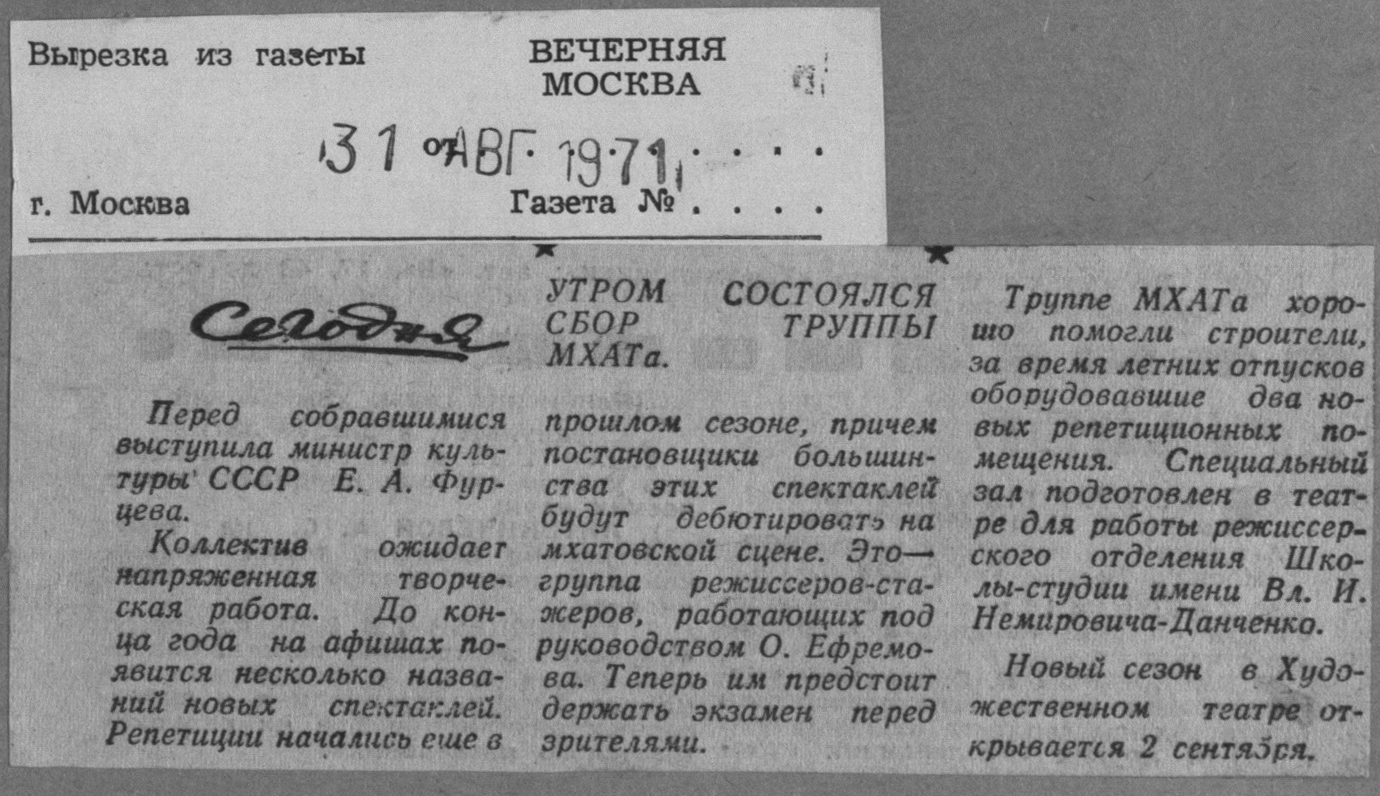 Вырезка из газеты
ВЕЧЕРНЯЯ
МОСКВА
31 от АВГ 1971
г. Москва
Газета № . . . .
Сегодня
УТРОМ СОСТОЯЛСЯ
СБОР ТРУППЫ
МХАТа.
Перед собравшимися
выступила министр куль-
туры СССР Е. А. Фур-
цева.
Коллектив ожидает
напряженная творче-
ская работа. До кон-
ца года на афишах по-
явится несколько назва-
ний новых спектаклей.
Репетиции начались еще в
прошлом сезоне, причем
постановщики большин-
ства этих спектаклей
будут дебютировать на
мхатовской сцене. Это—
группа режиссеров-ста-
жеров, работающих под
руководством О. Ефремо-
ва. Теперь им предстоит
держать экзамен перед
зрителями.
Труппе МХАТа хоро-
шо помогли строители,
за время летних отпусков
оборудовавшие два но-
вых репетиционных по-
мещения. Специальный
зал подготовлен в теат-
ре для работы режиссер-
ского отделения Шко-
лы-студии имени Вл. И.
Немировича-Данченко.
Новый сезон в Худо-
жественном театре от-
крывается 2 сентября.